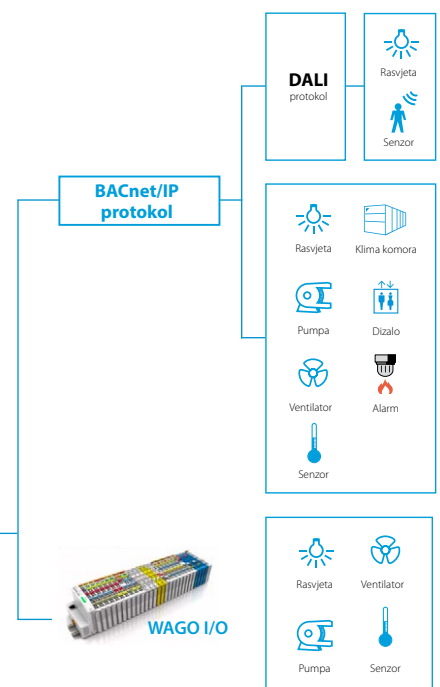 DALI
protokol
Rasvjeta
Senzor
BACnet/IP
protokol
Rasvjeta
Klima komora
Pumpa
Dizalo
Ventilator
Alarm
Senzor
WAGO I/O
Rasvjeta
Ventilator
Pumpa
Senzor